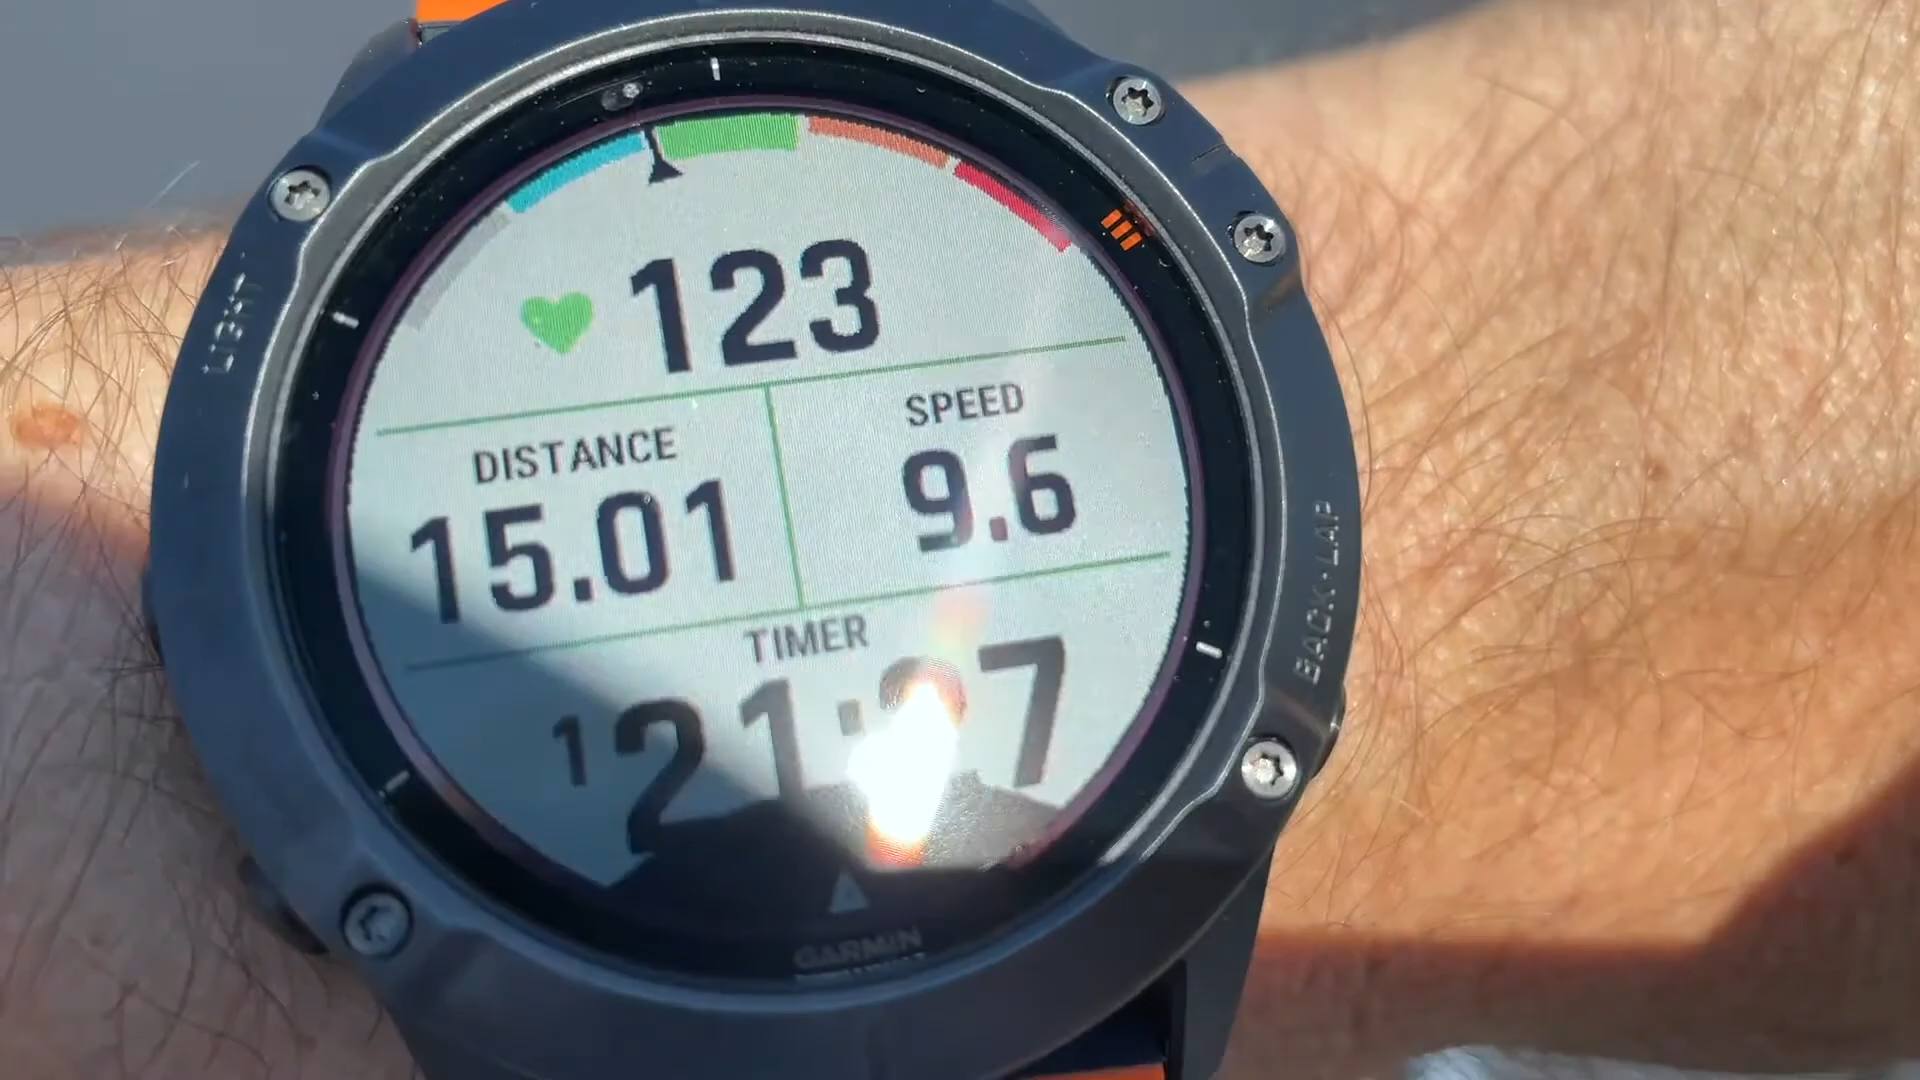 LIGHT
123
DISTANCE
15.01
SPEED
9.6
TIMER
GARMIN
BACK·LAP